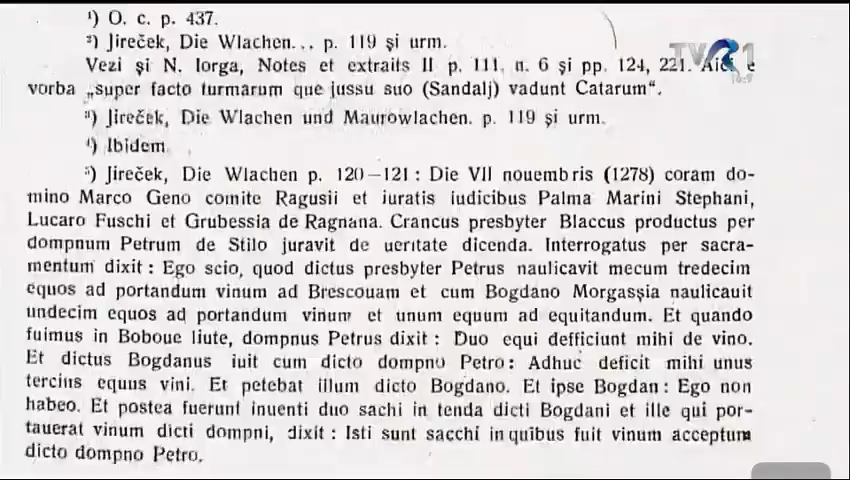 ¹) O. c. p. 437.
²) Jireček, Die Wlachen... p. 119 și urm.
Vezi și N. Iorga, Notes et extraits II p. 111, n. 6 și pp. 124, 221. Aici e
vorba „super facto turmarum que jussu suo (Sandalj) vadunt Catarum“.
³) Jireček, Die Wlachen und Maurowlachen. p. 119 și urm.
⁴) Ibidem
⁵) Jireček, Die Wlachen p. 120—121 : Die VII nouembris (1278) coram do-
mino Marco Geno comite Ragusii et iuratis iudicibus Palma Marini Stephani,
Lucaro Fuschi et Grubessia de Ragnana. Crancus presbyter Blaccus productus per
dompnum Petrum de Stilo juravit de ueritate dicenda. Interrogatus per sacra-
mentum dixit : Ego scio, quod dictus presbyter Petrus naulicavit mecum tredecim
equos ad portandum vinum ad Brescouam et cum Bogdano Morgasșia naulicauit
undecim equos ad portandum vinum et unum equum ad equitandum. Et quando
fuimus in Boboue liute, dompnus Petrus dixit : Duo equi defficiunt mihi de vino.
Et dictus Bogdanus iuit cum dicto dompno Petro : Adhuc deficit mihi unus
tercius equus vini. Et petebat illum dicto Bogdano. Et ipse Bogdan : Ego non
habeo. Et postea fuerunt inuenti duo sachi in tenda dicti Bogdani et ille qui por-
tauerat vinum dicti dompni, dixit : Isti sunt sacchi in quibus fuit vinum acceptum
dicto dompno Petro.
TVR1